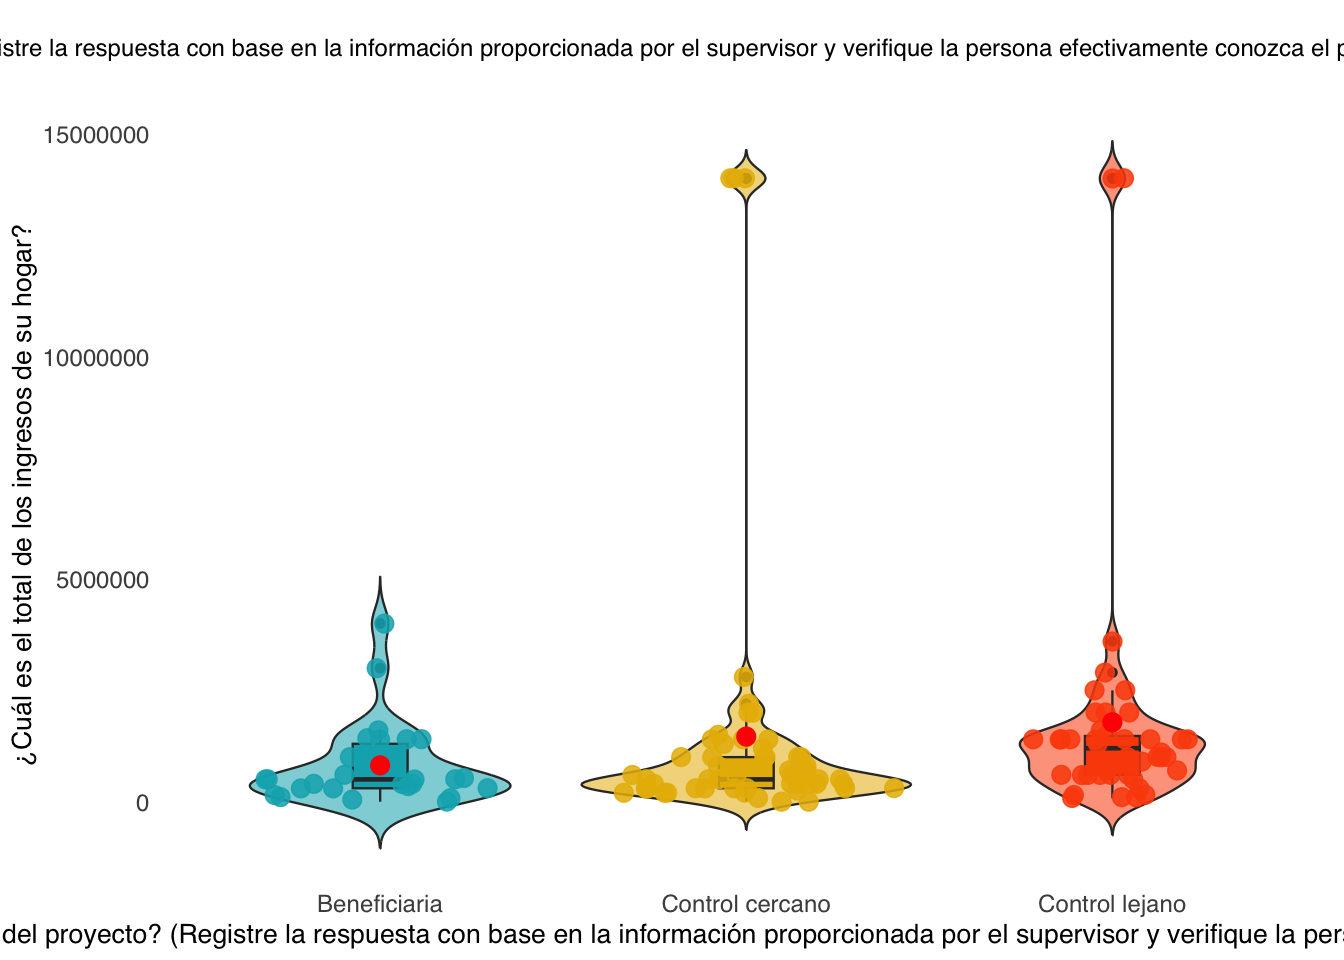 istre la respuesta con base en la información proporcionada por el supervisor y verifique la persona efectivamente conozca el p
15000000
10000000
5000000
0
¿Cuál es el total de los ingresos de su hogar?
Beneficiaria
Control cercano
Control lejano
del proyecto? (Registre la respuesta con base en la información proporcionada por el supervisor y verifique la pers